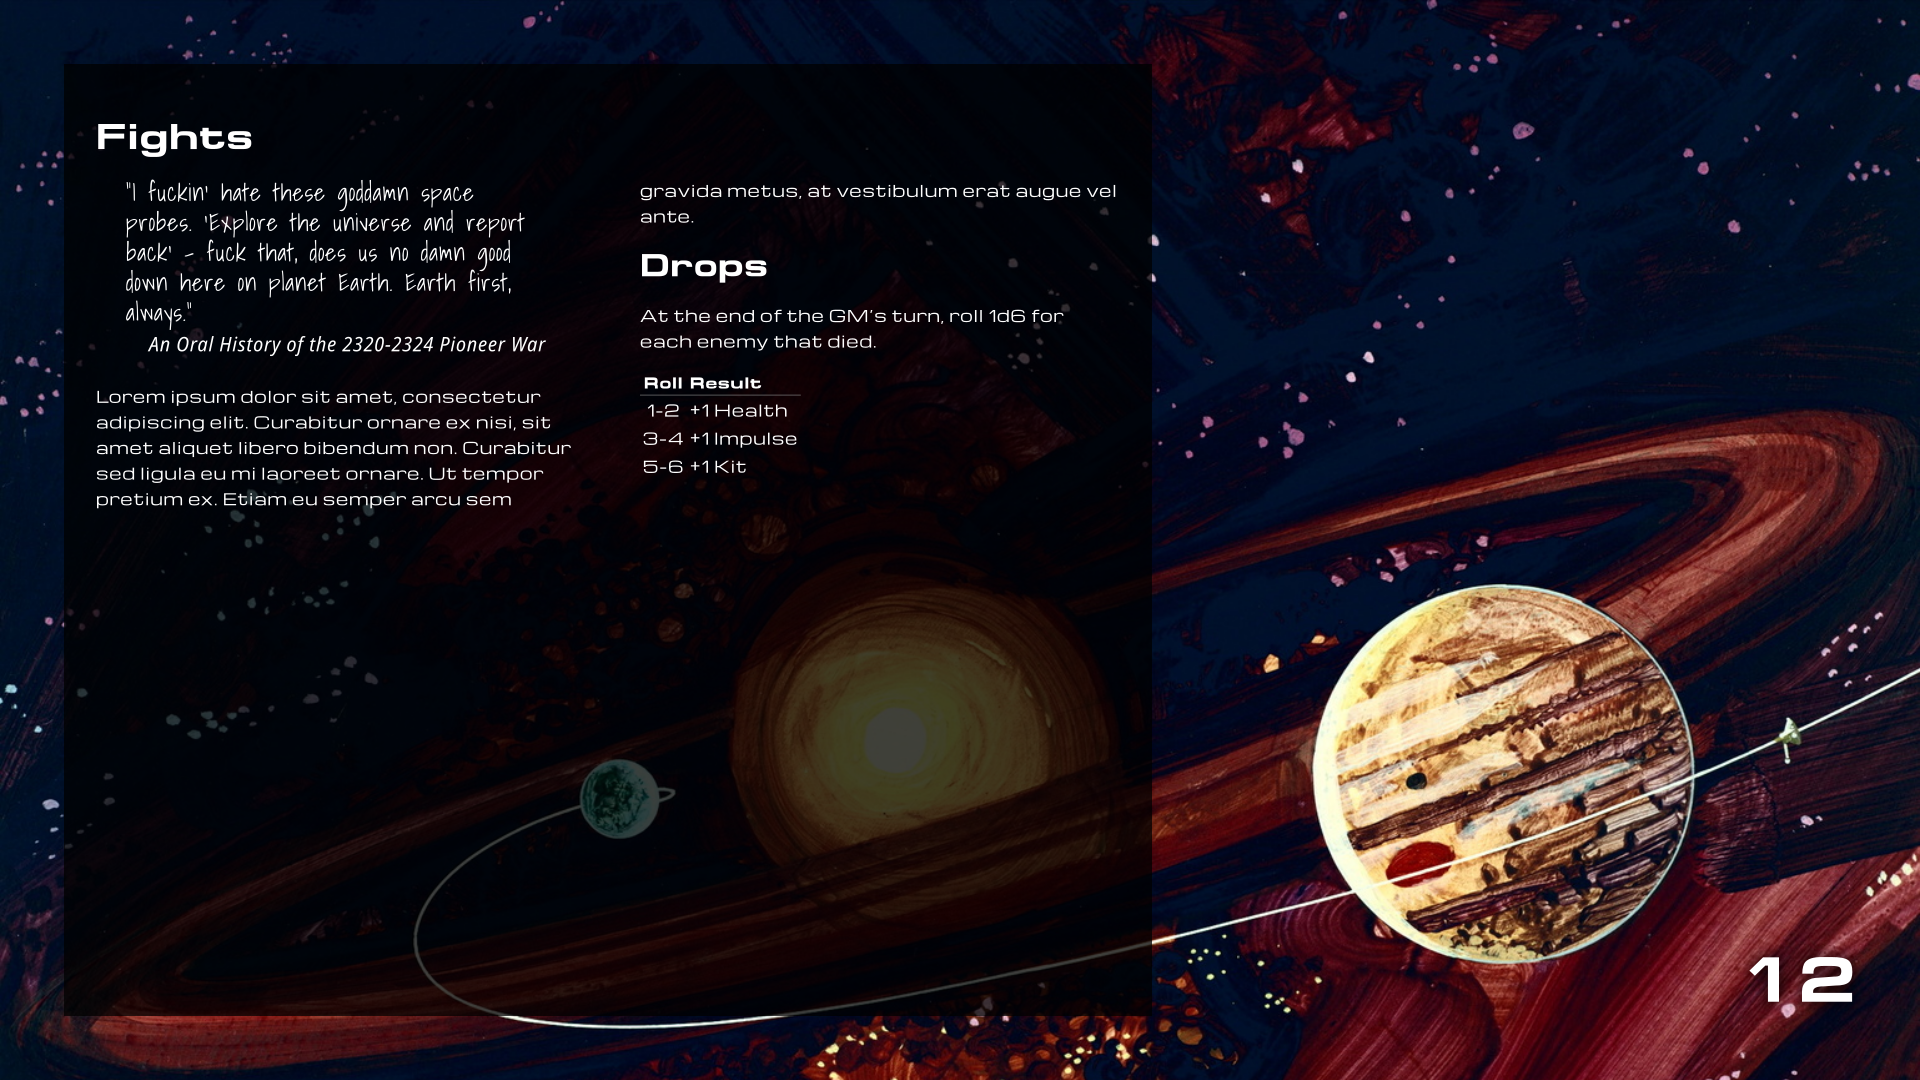 Fights
"I fuckin' hate these goddamn space
probes. 'Explore the universe and report
back' - fuck that, does us no damn good
down here on planet Earth. Earth first,
always."
An Oral History of the 2320-2324 Pioneer War
Lorem ipsum dolor sit amet, consectetur
adipiscing elit. Curabitur ornare ex nisi, sit
amet aliquet libero bibendum non. Curabitur
sed ligula eu mi laoreet ornare. Ut tempor
pretium ex. Etiam eu semper arcu sem
gravida metus, at vestibulum erat augue vel
ante.
Drops
At the end of the GM's turn, roll 1d6 for
each enemy that died.
Roll Result
1-2 +1 Health
3-4 +1 Impulse
5-6 +1 Kit
12